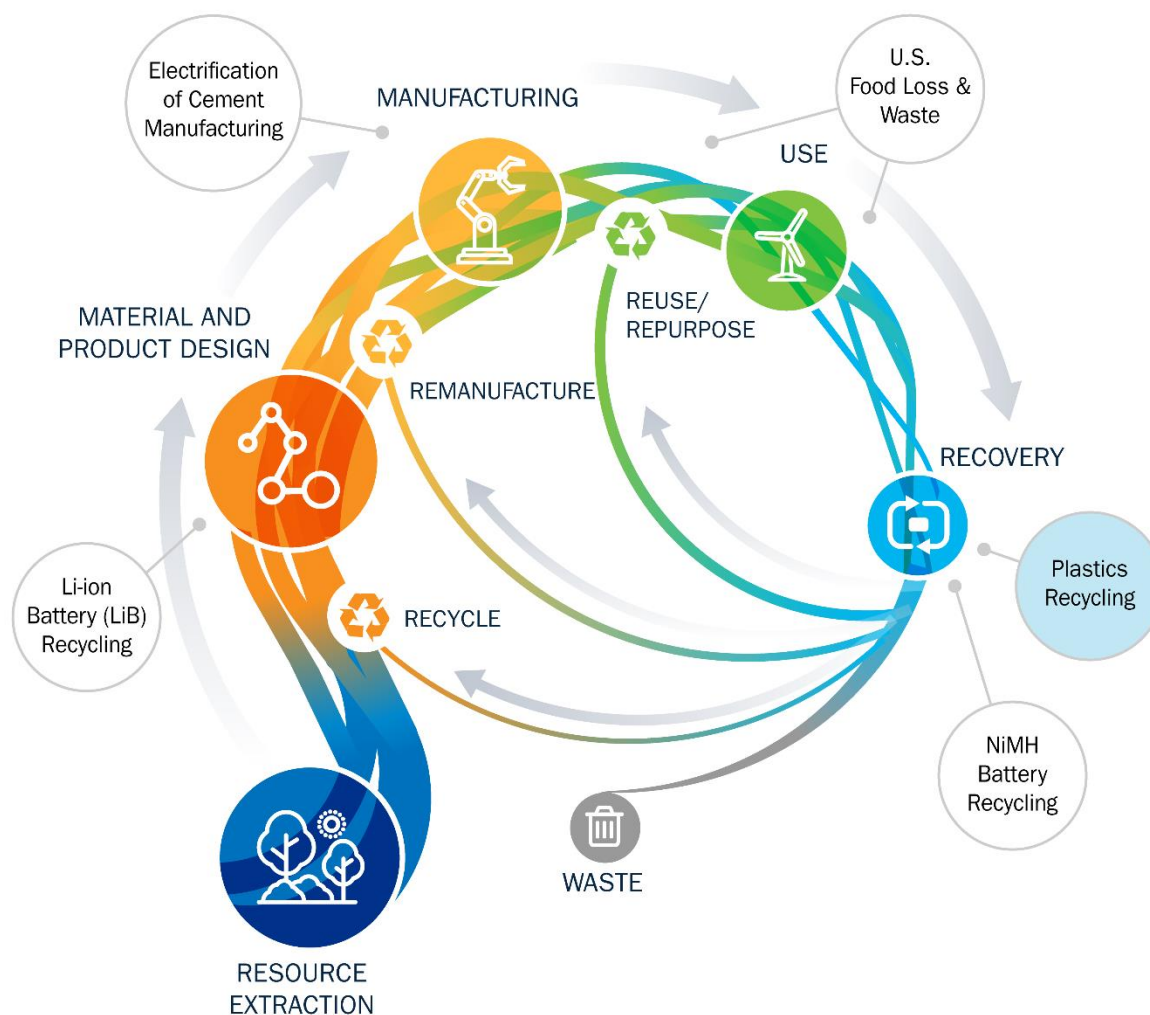 Electrification
of Cement
Manufacturing
MANUFACTURING
U.S.
Food Loss &
Waste
USE
MATERIAL AND
PRODUCT DESIGN
REUSE/
REPURPOSE
REMANUFACTURE
RECOVERY
Li-ion
Battery (LiB)
Recycling
RECYCLE
Plastics
Recycling
NiMH
Battery
Recycling
WASTE
RESOURCE
EXTRACTION